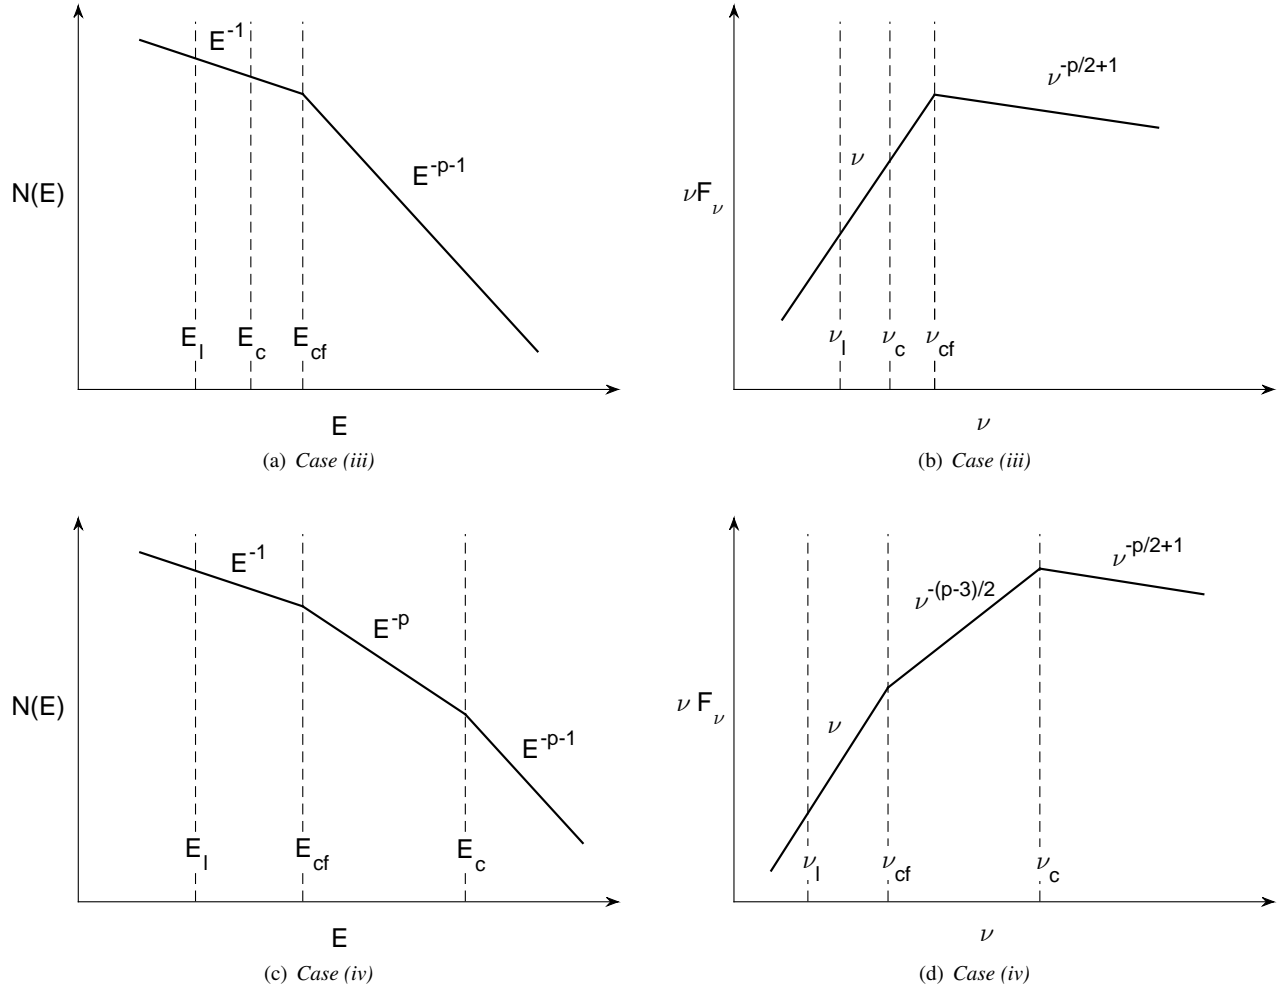 E^-1
E^-p-1
N(E)
E_l E_c E_cf
E
(a) Case (iii)
ν^-p/2+1
ν
νF_ν
ν_l ν_c ν_cf
ν
(b) Case (iii)
E^-1
E^-p
E^-p-1
N(E)
E_l E_cf E_c
E
(c) Case (iv)
ν^-p/2+1
ν^-(p-3)/2
ν
ν F_ν
ν_l ν_cf ν_c
ν
(d) Case (iv)